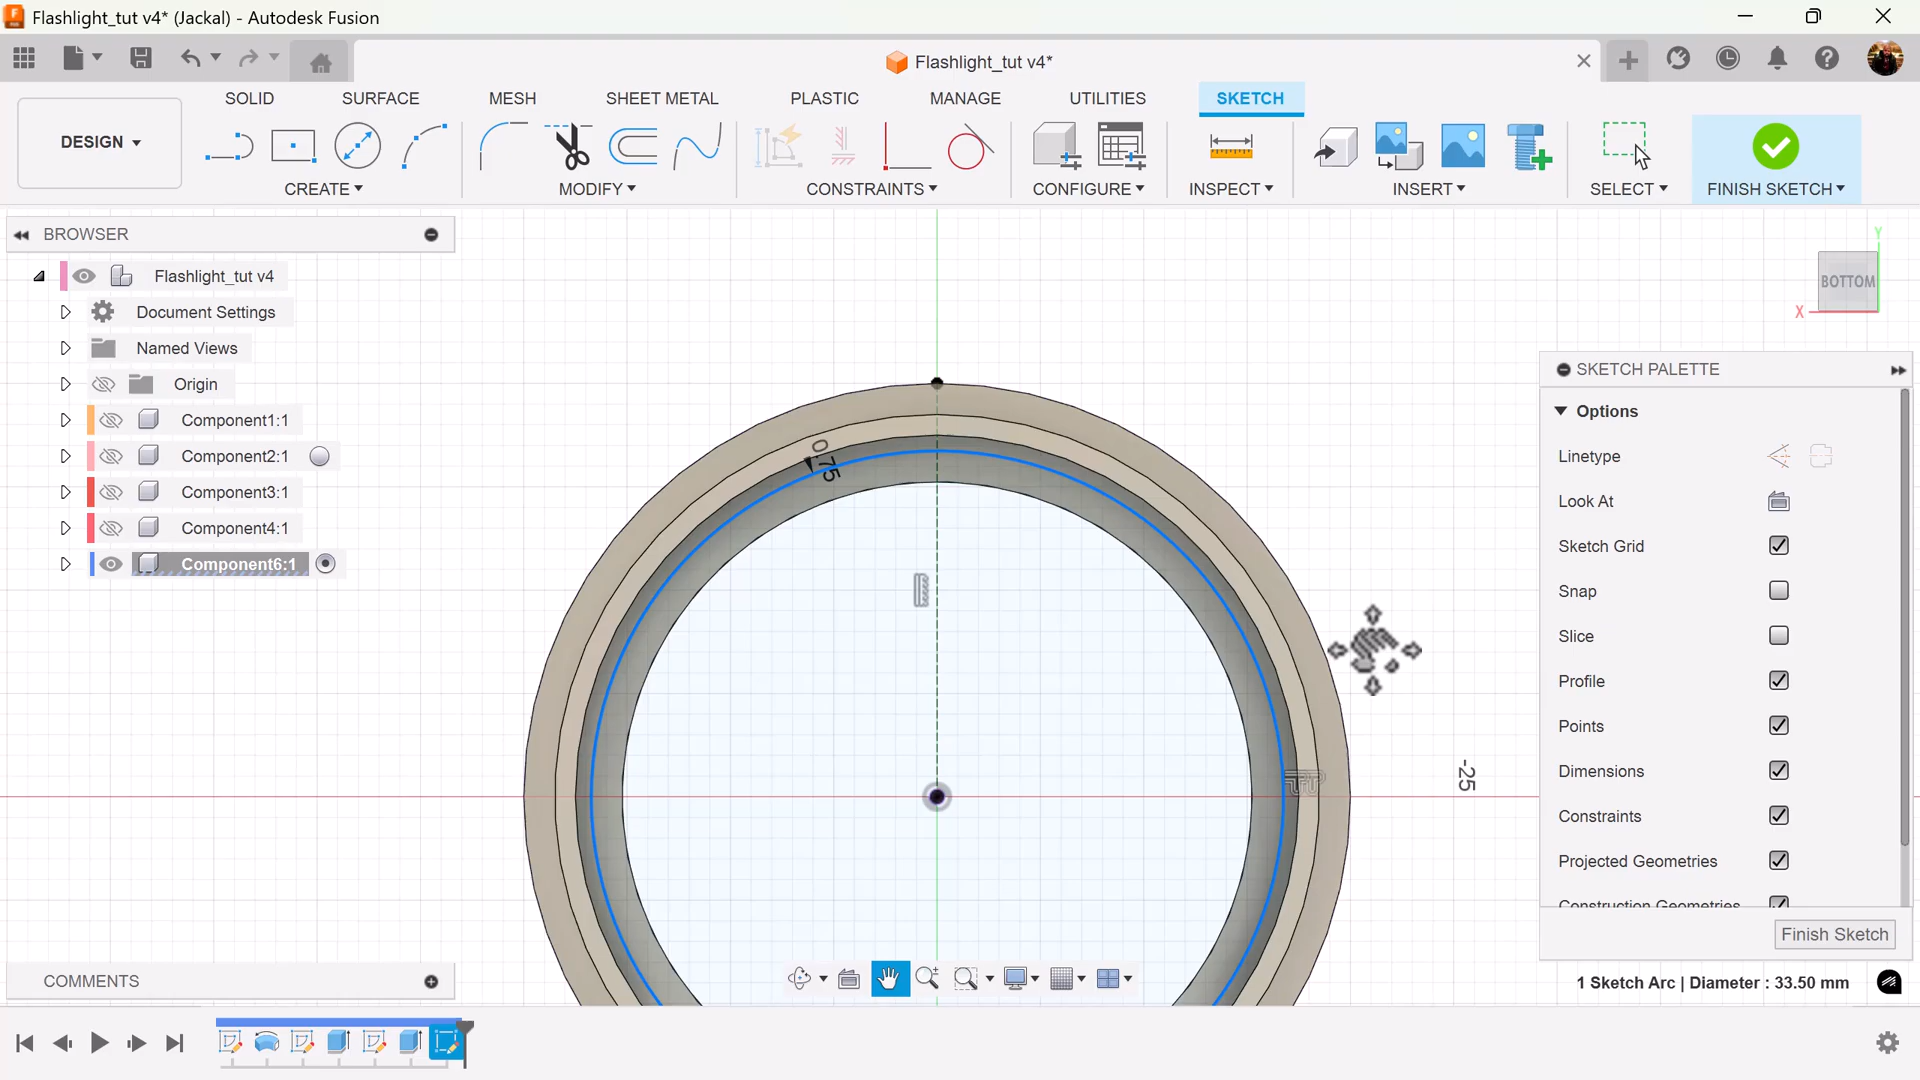 Flashlight_tut v4* (Jackal) - Autodesk Fusion
Flashlight_tut v4*
DESIGN
SOLID
SURFACE
MESH
SHEET METAL
PLASTIC
MANAGE
UTILITIES
SKETCH
CREATE
MODIFY
CONSTRAINTS
CONFIGURE
INSPECT
INSERT
SELECT
FINISH SKETCH
BROWSER
Flashlight_tut v4
Document Settings
Named Views
Origin
Component1:1
Component2:1
Component3:1
Component4:1
Component6:1
0.75
-25
Y
BOTTOM
X
SKETCH PALETTE
Options
Linetype
Look At
Sketch Grid
Snap
Slice
Profile
Points
Dimensions
Constraints
Projected Geometries
Construction Geometries
Finish Sketch
COMMENTS
1 Sketch Arc | Diameter : 33.50 mm